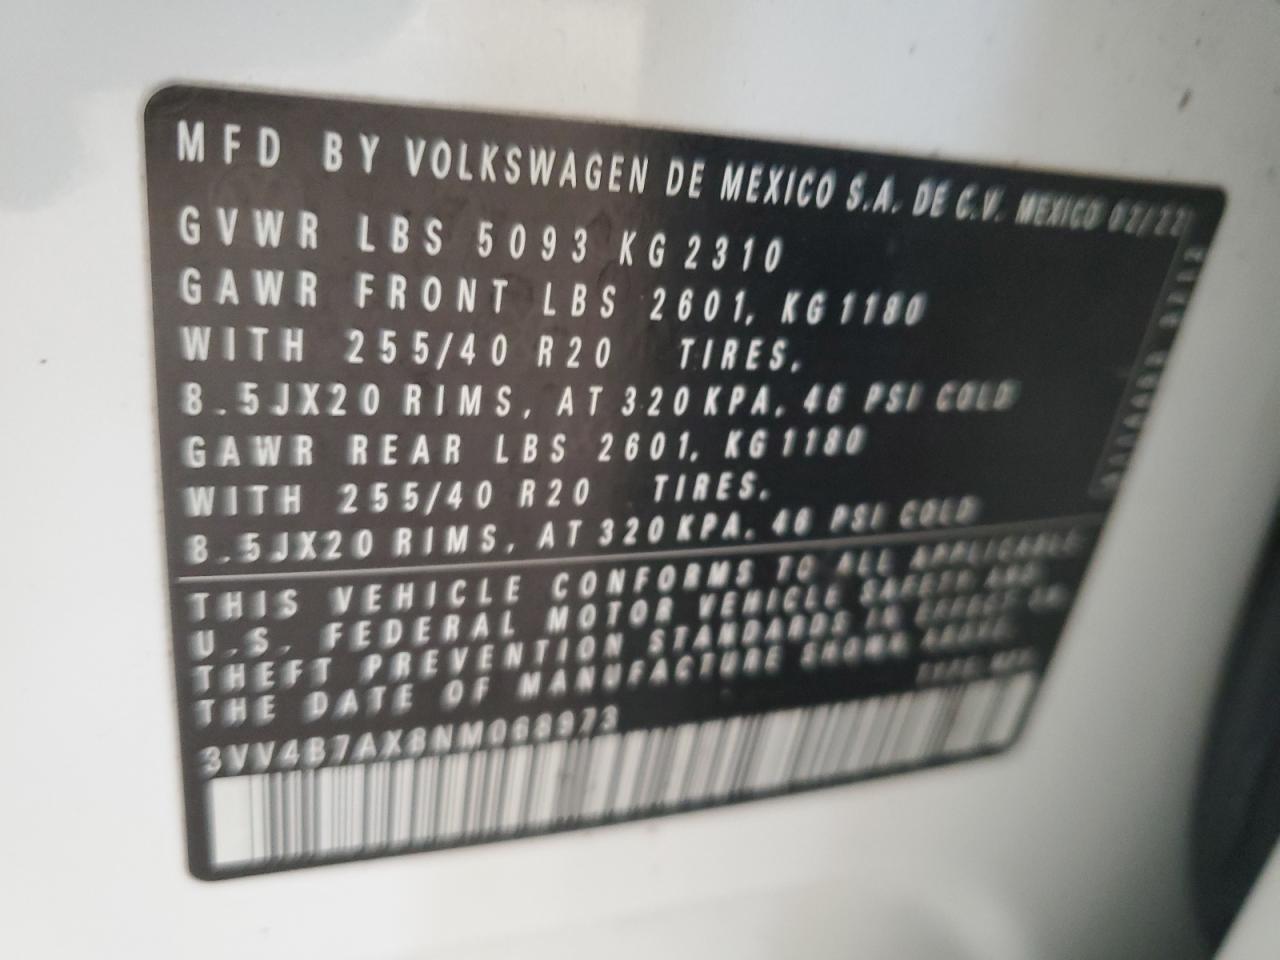 MFD BY VOLKSWAGEN DE MEXICO S.A. DE C.V. MEXICO 02/22
GVWR LBS 5093 KG 2310
GAWR FRONT LBS 2601, KG 1180
WITH 255/40 R20 TIRES,
8.5JX20 RIMS, AT 320 KPA, 46 PSI COLD
GAWR REAR LBS 2601, KG 1180
WITH 255/40 R20 TIRES,
8.5JX20 RIMS, AT 320 KPA, 46 PSI COLD
THIS VEHICLE CONFORMS TO ALL APPLICABLE
U.S. FEDERAL MOTOR VEHICLE SAFETY AND
THEFT PREVENTION STANDARDS IN EFFECT ON
THE DATE OF MANUFACTURE SHOWN ABOVE.
3VV4B7AX8NM068973